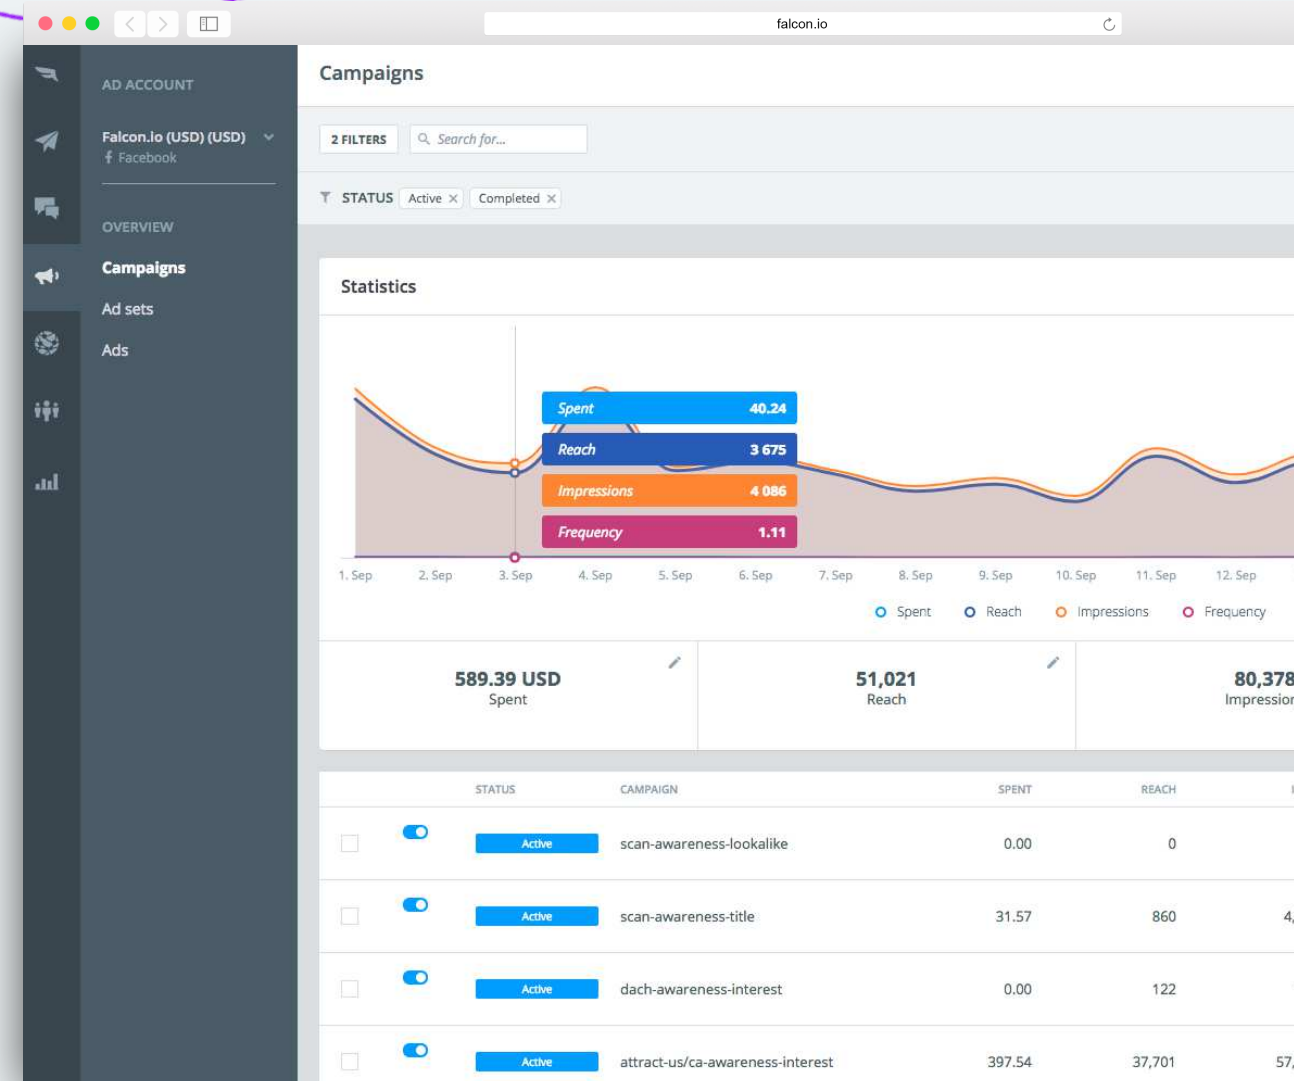 falcon.io
AD ACCOUNT
Falcon.io (USD) (USD)
Facebook
OVERVIEW
Campaigns
Ad sets
Ads
Campaigns
2 FILTERS Search for...
STATUS Active Completed
Statistics
Spent 40.24
Reach 3 675
Impressions 4 086
Frequency 1.11
1. Sep 2. Sep 3. Sep 4. Sep 5. Sep 6. Sep 7. Sep 8. Sep 9. Sep 10. Sep 11. Sep 12. Sep
Spent Reach Impressions Frequency
589.39 USD 51,021 80,378
Spent Reach Impression
STATUS CAMPAIGN SPENT REACH
Active scan-awareness-lookalike 0.00 0
Active scan-awareness-title 31.57 860 4,
Active dach-awareness-interest 0.00 122
Active attract-us/ca-awareness-interest 397.54 37,701 57,